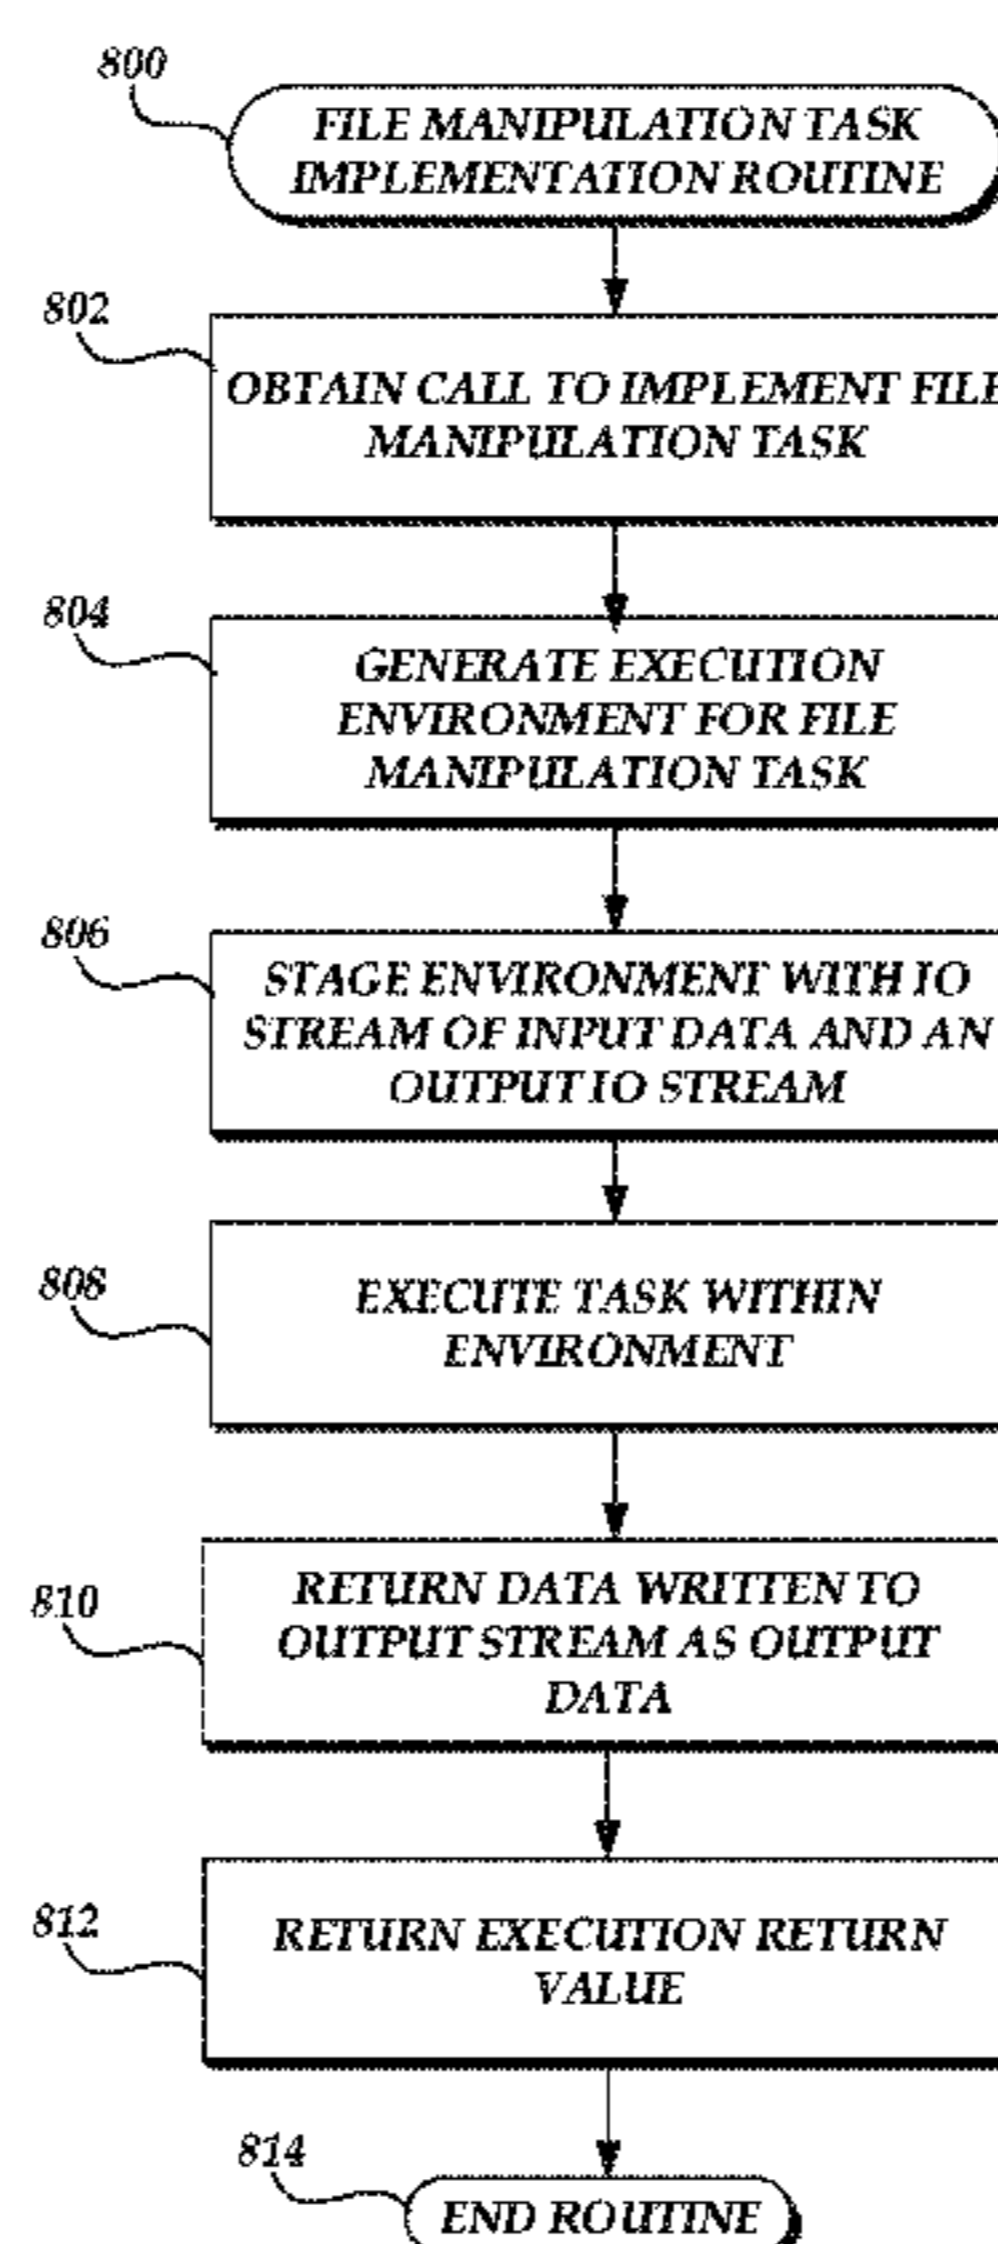 800
FILE MANIPULATION TASK
IMPLEMENTATION ROUTINE
802
OBTAIN CALL TO IMPLEMENT FILE
MANIPULATION TASK
804
GENERATE EXECUTION
ENVIRONMENT FOR FILE
MANIPULATION TASK
806
STAGE ENVIRONMENT WITH IO
STREAM OF INPUT DATA AND AN
OUTPUT IO STREAM
808
EXECUTE TASK WITHIN
ENVIRONMENT
810
RETURN DATA WRITTEN TO
OUTPUT STREAM AS OUTPUT
DATA
812
RETURN EXECUTION RETURN
VALUE
814
END ROUTINE